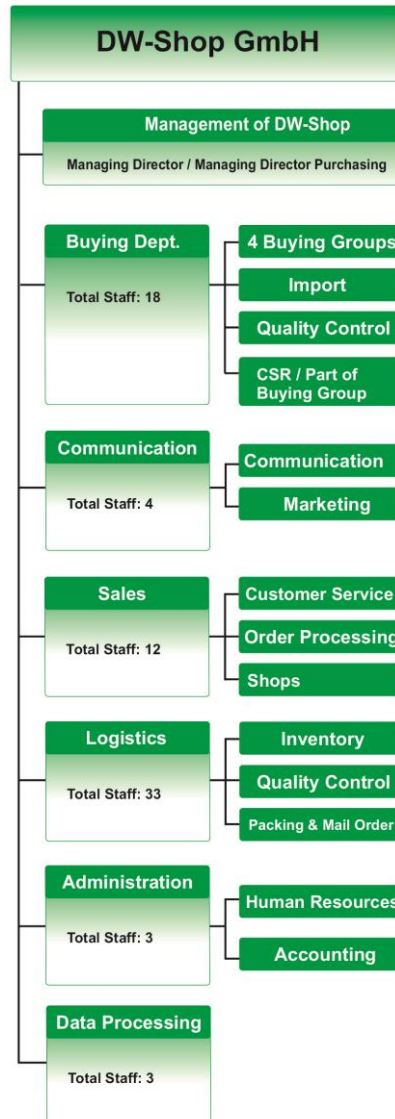 DW-Shop GmbH
Management of DW-Shop
Managing Director / Managing Director Purchasing
Buying Dept.
Total Staff: 18
4 Buying Groups
Import
Quality Control
CSR / Part of
Buying Group
Communication
Total Staff: 4
Communication
Marketing
Sales
Total Staff: 12
Customer Service
Order Processing
Shops
Logistics
Total Staff: 33
Inventory
Quality Control
Packing & Mail Order
Administration
Total Staff: 3
Human Resources
Accounting
Data Processing
Total Staff: 3